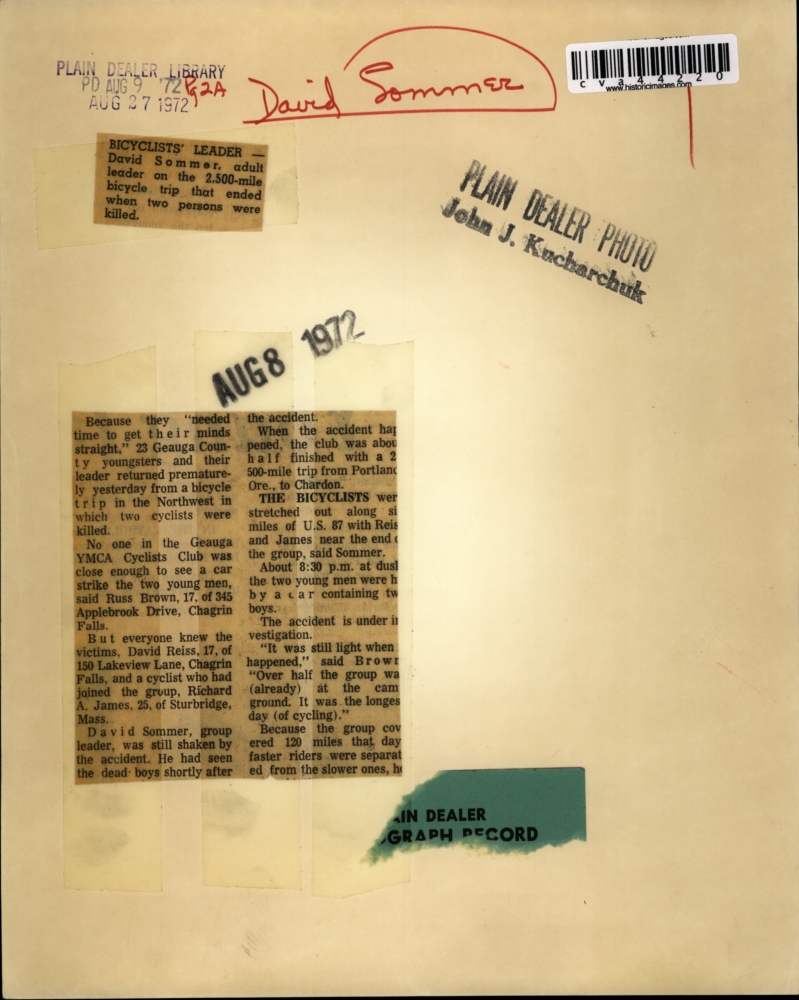 PLAIN DEALER LIBRARY
PD AUG 9 '72 PG2A
AUG 27 1972
David Sommer
cva44220
www.historicimages.com
BICYCLISTS' LEADER —
David Sommer, adult
leader on the 2,500-mile
bicycle trip that ended
when two persons were
killed.
PLAIN DEALER PHOTO
John J. Kucharchuk
AUG 8 1972
Because they "needed
time to get their minds
straight," 23 Geauga Coun-
ty youngsters and their
leader returned premature-
ly yesterday from a bicycle
trip in the Northwest in
which two cyclists were
killed.
No one in the Geauga
YMCA Cyclists Club was
close enough to see a car
strike the two young men,
said Russ Brown, 17, of 345
Applebrook Drive, Chagrin
Falls.
But everyone knew the
victims, David Reiss, 17, of
150 Lakeview Lane, Chagrin
Falls, and a cyclist who had
joined the group, Richard
A. James, 25, of Sturbridge,
Mass.
David Sommer, group
leader, was still shaken by
the accident. He had seen
the dead boys shortly after
the accident.
When the accident hap
pened, the club was abou
half finished with a 2
500-mile trip from Portland
Ore., to Chardon.
THE BICYCLISTS wer
stretched out along si
miles of U.S. 87 with Reis
and James near the end o
the group, said Sommer.
About 8:30 p.m. at dusk
the two young men were h
by a car containing tw
boys.
The accident is under in
vestigation.
"It was still light when
happened," said Brown
"Over half the group wa
(already) at the cam
ground. It was the longes
day (of cycling)."
Because the group cov
ered 120 miles that day
faster riders were separat
ed from the slower ones, h
AIN DEALER
OGRAPH RECORD